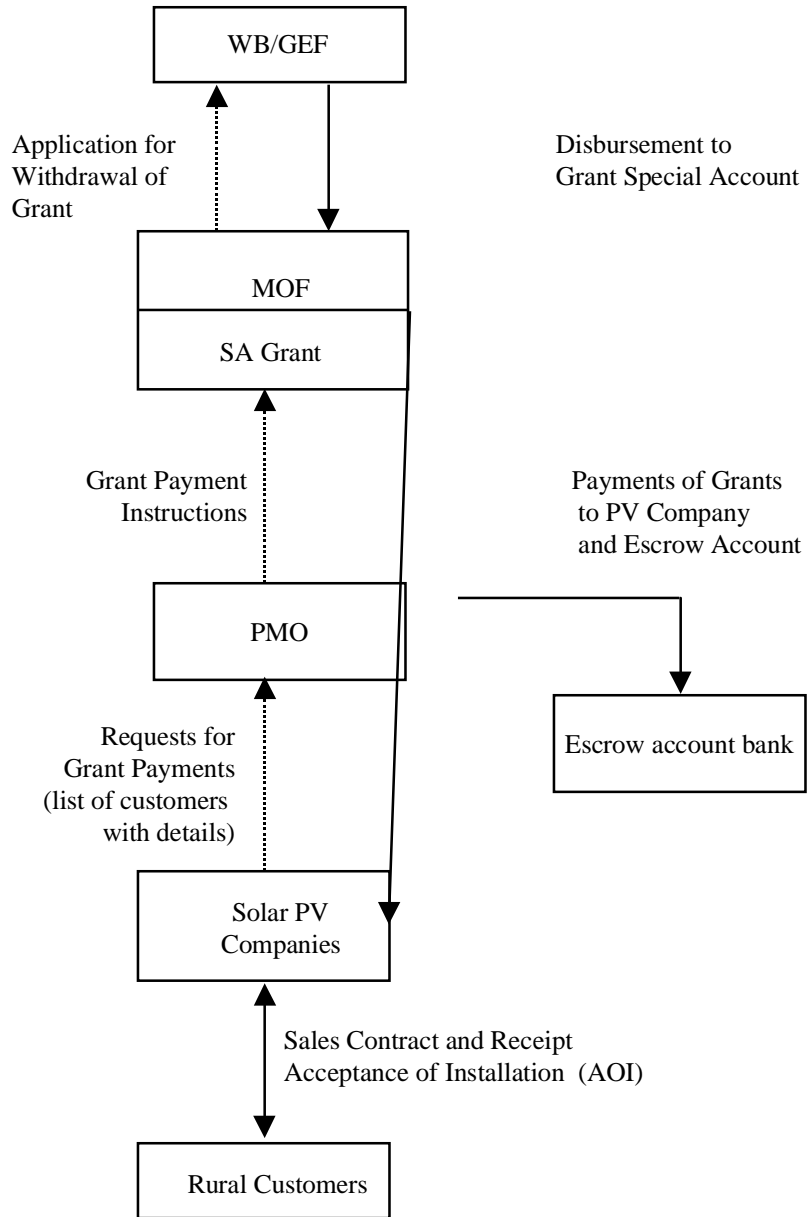 WB/GEF
Application for
Withdrawal of
Grant
Disbursement to
Grant Special Account
MOF
SA Grant
Grant Payment
Instructions
Payments of Grants
to PV Company
and Escrow Account
PMO
Escrow account bank
Requests for
Grant Payments
(list of customers
with details)
Solar PV
Companies
Sales Contract and Receipt
Acceptance of Installation (AOI)
Rural Customers